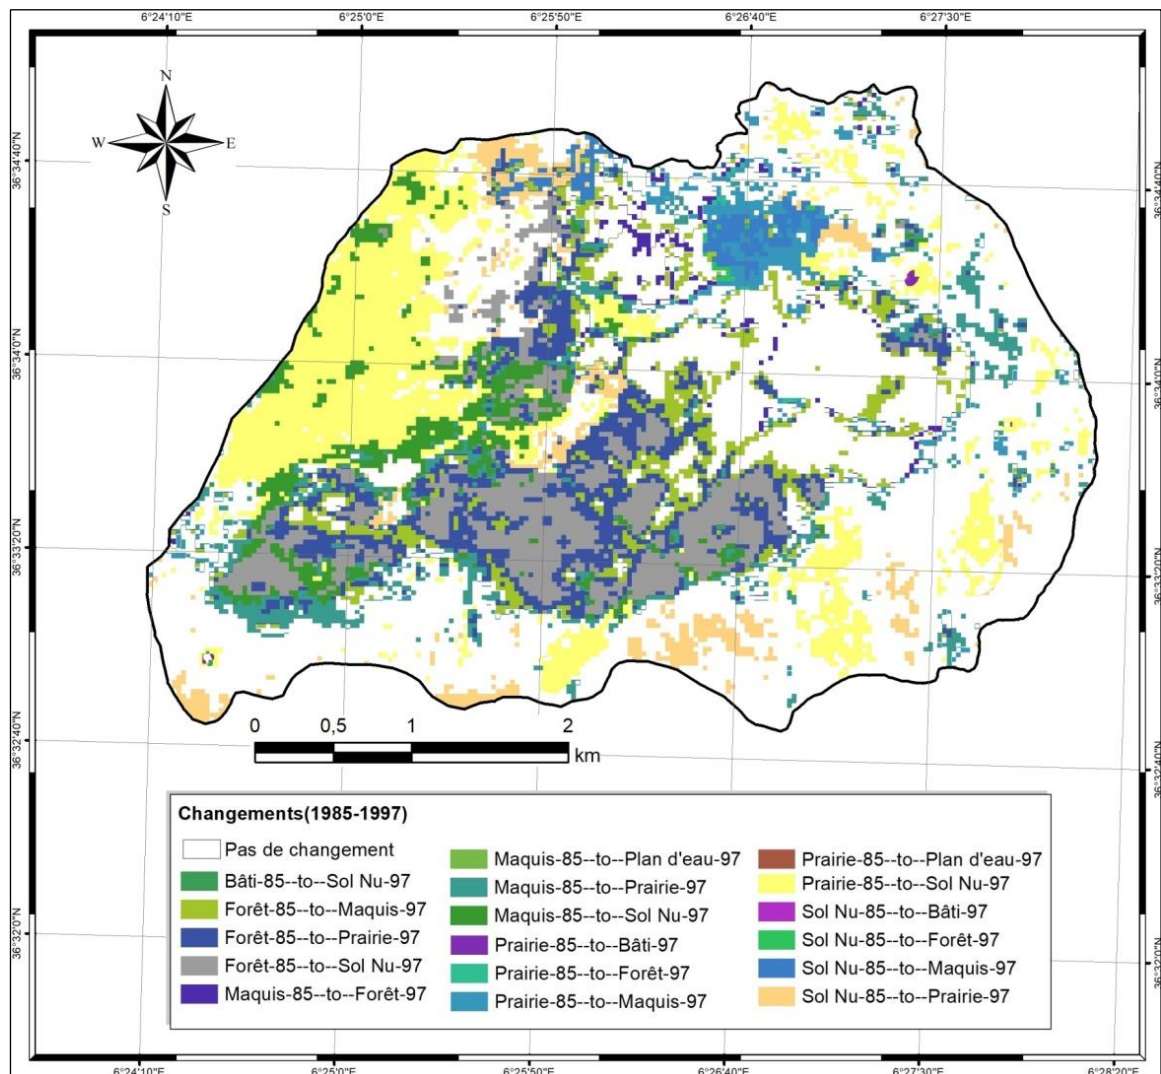 6°24'10"E 6°25'0"E 6°25'50"E 6°26'40"E 6°27'30"E
N
W E
S
36°34'40"N
36°34'0"N
36°33'20"N
36°32'40"N
36°32'0"N
36°34'40"N
36°34'0"N
36°33'20"N
36°32'40"N
36°32'0"N
0 0,5 1 2
km
Changements(1985-1997)
Pas de changement
Bâti-85--to--Sol Nu-97
Forêt-85--to--Maquis-97
Forêt-85--to--Prairie-97
Forêt-85--to--Sol Nu-97
Maquis-85--to--Forêt-97
Maquis-85--to--Plan d'eau-97
Maquis-85--to--Prairie-97
Maquis-85--to--Sol Nu-97
Prairie-85--to--Bâti-97
Prairie-85--to--Forêt-97
Prairie-85--to--Maquis-97
Prairie-85--to--Plan d'eau-97
Prairie-85--to--Sol Nu-97
Sol Nu-85--to--Bâti-97
Sol Nu-85--to--Forêt-97
Sol Nu-85--to--Maquis-97
Sol Nu-85--to--Prairie-97
6°24'10"E 6°25'0"E 6°25'50"E 6°26'40"E 6°27'30"E 6°28'20"E